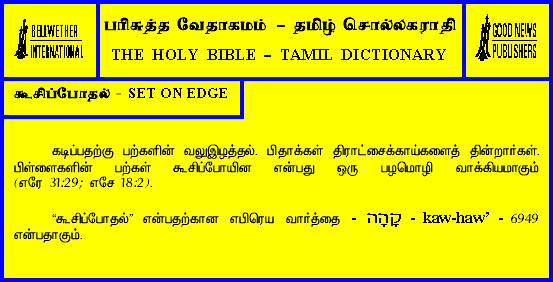 BELLWETHER
INTERNATIONAL
பரிசுத்த வேதாகமம் – தமிழ் சொல்லகராதி
THE HOLY BIBLE – TAMIL DICTIONARY
GOOD NEWS
PUBLISHERS
கூசிப்போதல் - SET ON EDGE
கடிப்பதற்கு பற்களின் வலுஇழத்தல். பிதாக்கள் திராட்சைக்காய்களைத் தின்றார்கள்.
பிள்ளைகளின் பற்கள் கூசிப்போயின என்பது ஒரு பழமொழி வாக்கியமாகும்
(எரே 31:29; எசே 18:2).
“கூசிப்போதல்” என்பதற்கான எபிரெய வார்த்தை - קָהָה - kaw-haw’ - 6949
என்பதாகும்.